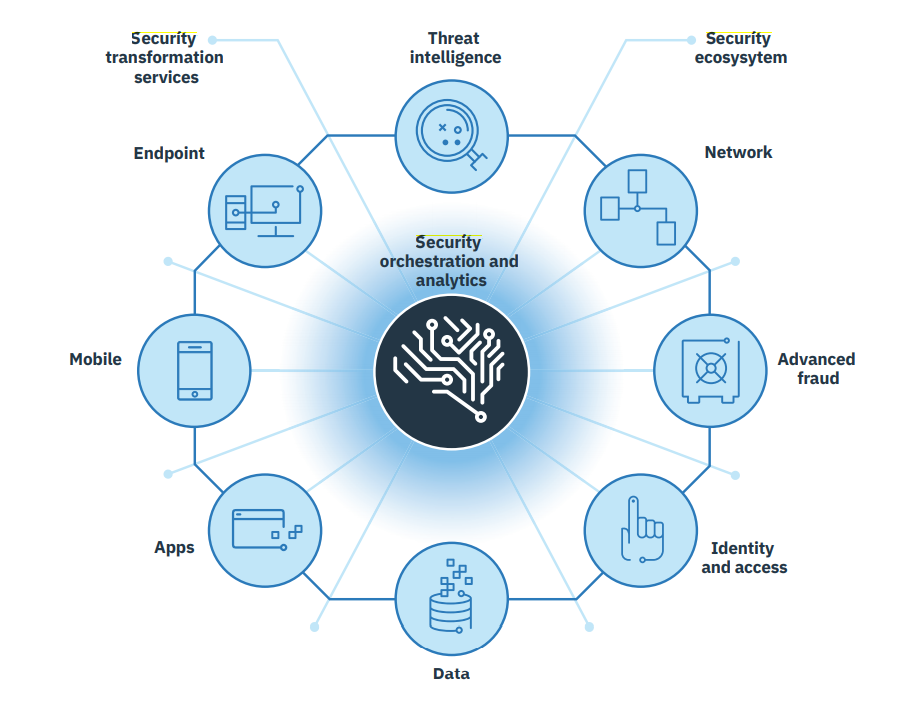 Security
transformation
services
Threat
intelligence
Security
ecosysytem
Endpoint
Network
Security
orchestration and
analytics
Mobile
Advanced
fraud
Apps
Identity
and access
Data